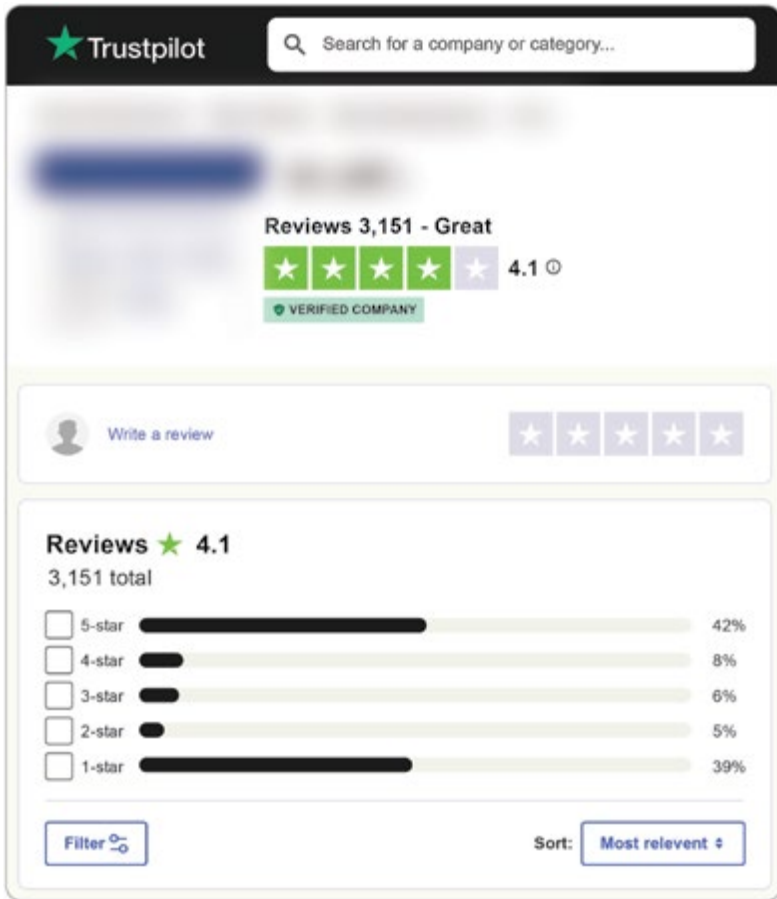 Trustpilot
Search for a company or category...
Reviews 3,151 - Great
4.1
VERIFIED COMPANY
Write a review
Reviews 4.1
3,151 total
5-star 42%
4-star 8%
3-star 6%
2-star 5%
1-star 39%
Filter
Sort: Most relevent